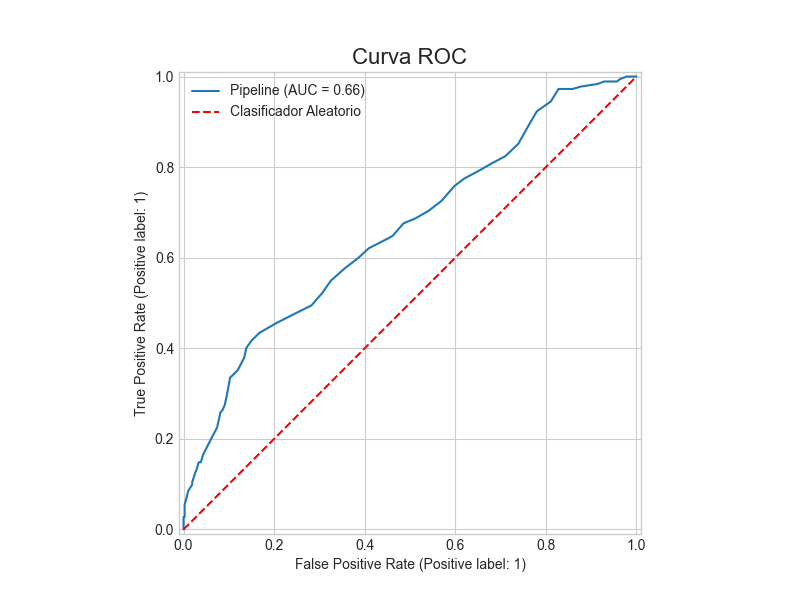 Curva ROC
Pipeline (AUC = 0.66)
Clasificador Aleatorio
True Positive Rate (Positive label: 1)
1.0
0.8
0.6
0.4
0.2
0.0
0.0 0.2 0.4 0.6 0.8 1.0
False Positive Rate (Positive label: 1)